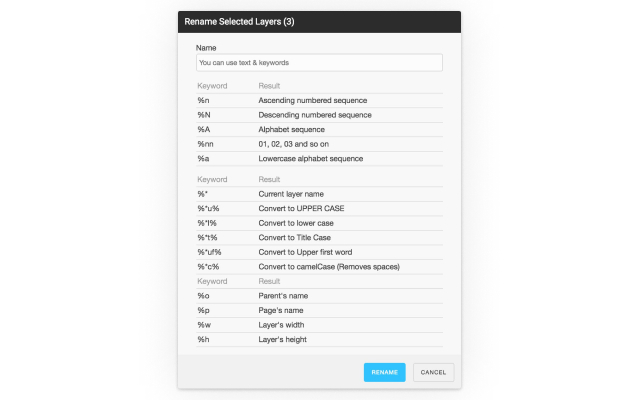 Rename Selected Layers (3)
Name
You can use text & keywords
Keyword Result
%n Ascending numbered sequence
%N Descending numbered sequence
%A Alphabet sequence
%nn 01, 02, 03 and so on
%a Lowercase alphabet sequence
Keyword Result
%* Current layer name
%*u% Convert to UPPER CASE
%*l% Convert to lower case
%*t% Convert to Title Case
%*uf% Convert to Upper first word
%*c% Convert to camelCase (Removes spaces)
Keyword Result
%o Parent's name
%p Page's name
%w Layer's width
%h Layer's height
RENAME CANCEL